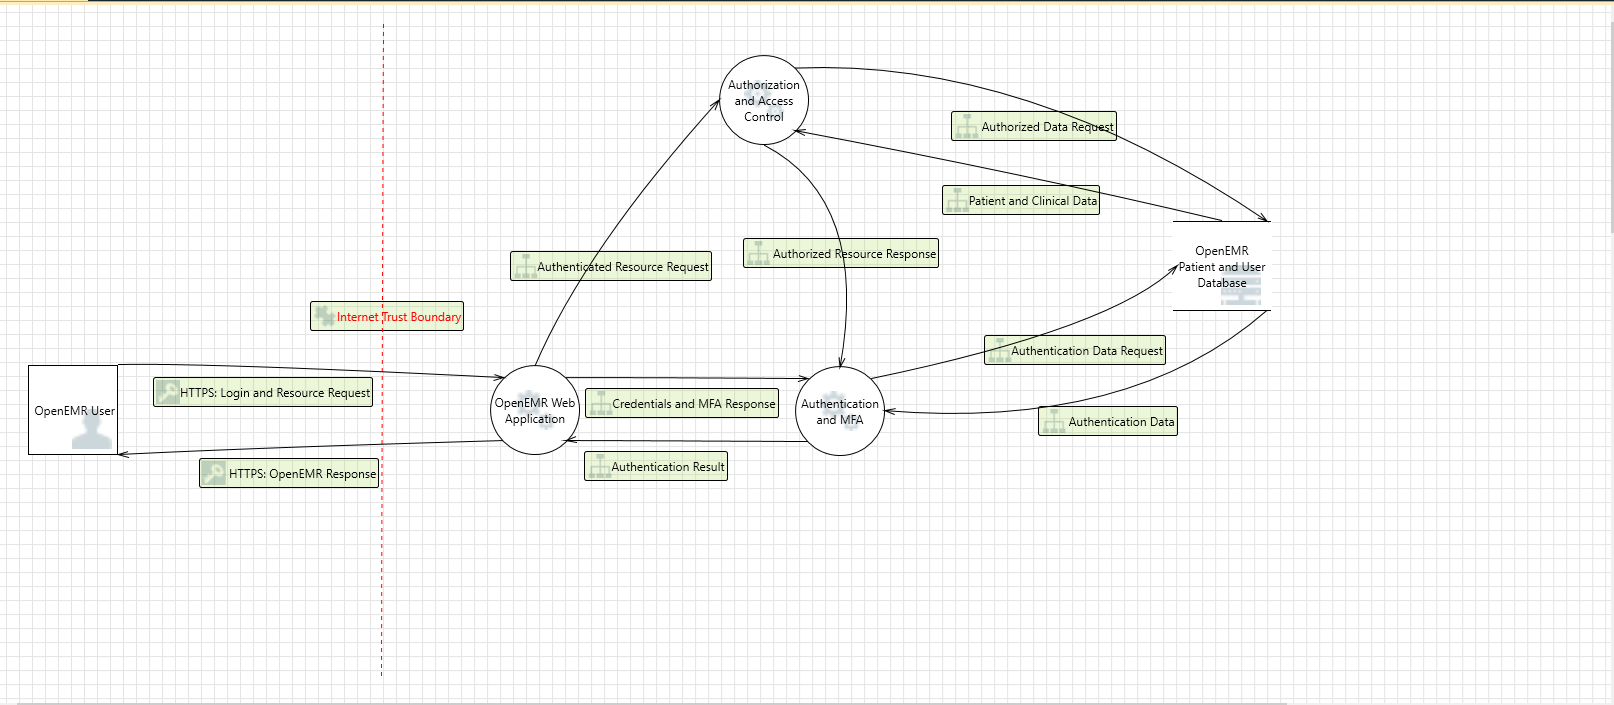 Authorization
and Access
Control
Authorized Data Request
Patient and Clinical Data
Authenticated Resource Request
Authorized Resource Response
OpenEMR
Patient and User
Database
Internet Trust Boundary
Authentication Data Request
OpenEMR User
HTTPS: Login and Resource Request
OpenEMR Web
Application
Credentials and MFA Response
Authentication
and MFA
Authentication Data
HTTPS: OpenEMR Response
Authentication Result